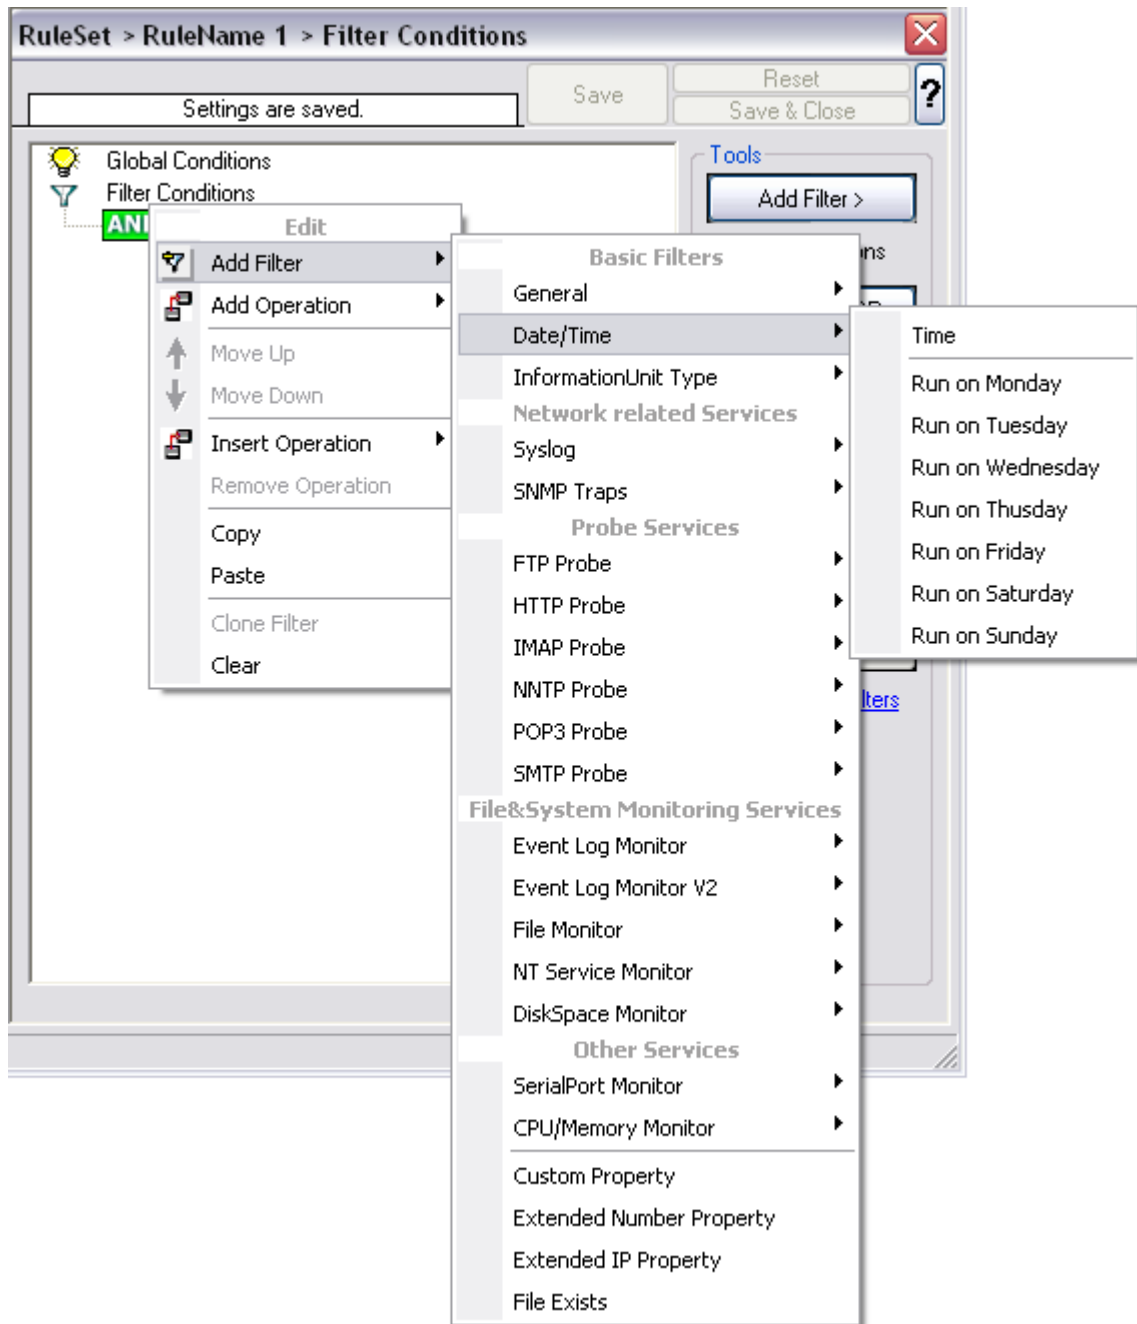 RuleSet > RuleName 1 > Filter Conditions
Settings are saved.
Save
Reset
Save & Close
?
Global Conditions
Filter Conditions
Tools
Add Filter >
Edit
Add Filter
Add Operation
Move Up
Move Down
Insert Operation
Remove Operation
Copy
Paste
Clone Filter
Clear
Basic Filters
General
Date/Time
InformationUnit Type
Network related Services
Syslog
SNMP Traps
Probe Services
FTP Probe
HTTP Probe
IMAP Probe
NNTP Probe
POP3 Probe
SMTP Probe
File&System Monitoring Services
Event Log Monitor
Event Log Monitor V2
File Monitor
NT Service Monitor
DiskSpace Monitor
Other Services
SerialPort Monitor
CPU/Memory Monitor
Custom Property
Extended Number Property
Extended IP Property
File Exists
Time
Run on Monday
Run on Tuesday
Run on Wednesday
Run on Thusday
Run on Friday
Run on Saturday
Run on Sunday